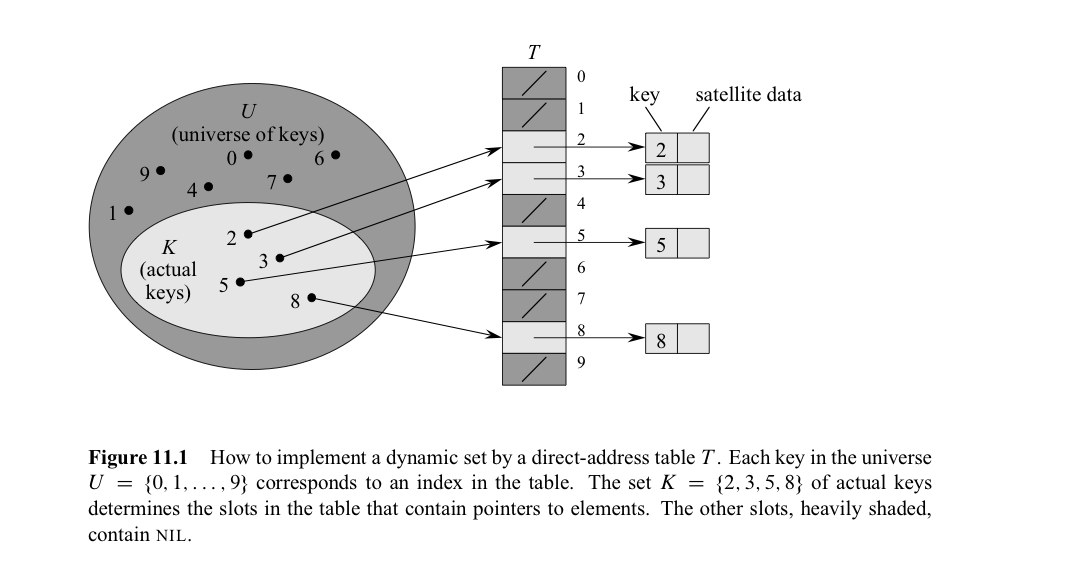 T
U
(universe of keys)
0
6
9
4
7
1
K
(actual
keys)
2
3
5
8
0
1
2
3
4
5
6
7
8
9
key satellite data
2
3
5
8
Figure 11.1 How to implement a dynamic set by a direct-address table T. Each key in the universe
U = {0, 1, . . . , 9} corresponds to an index in the table. The set K = {2, 3, 5, 8} of actual keys
determines the slots in the table that contain pointers to elements. The other slots, heavily shaded,
contain NIL.